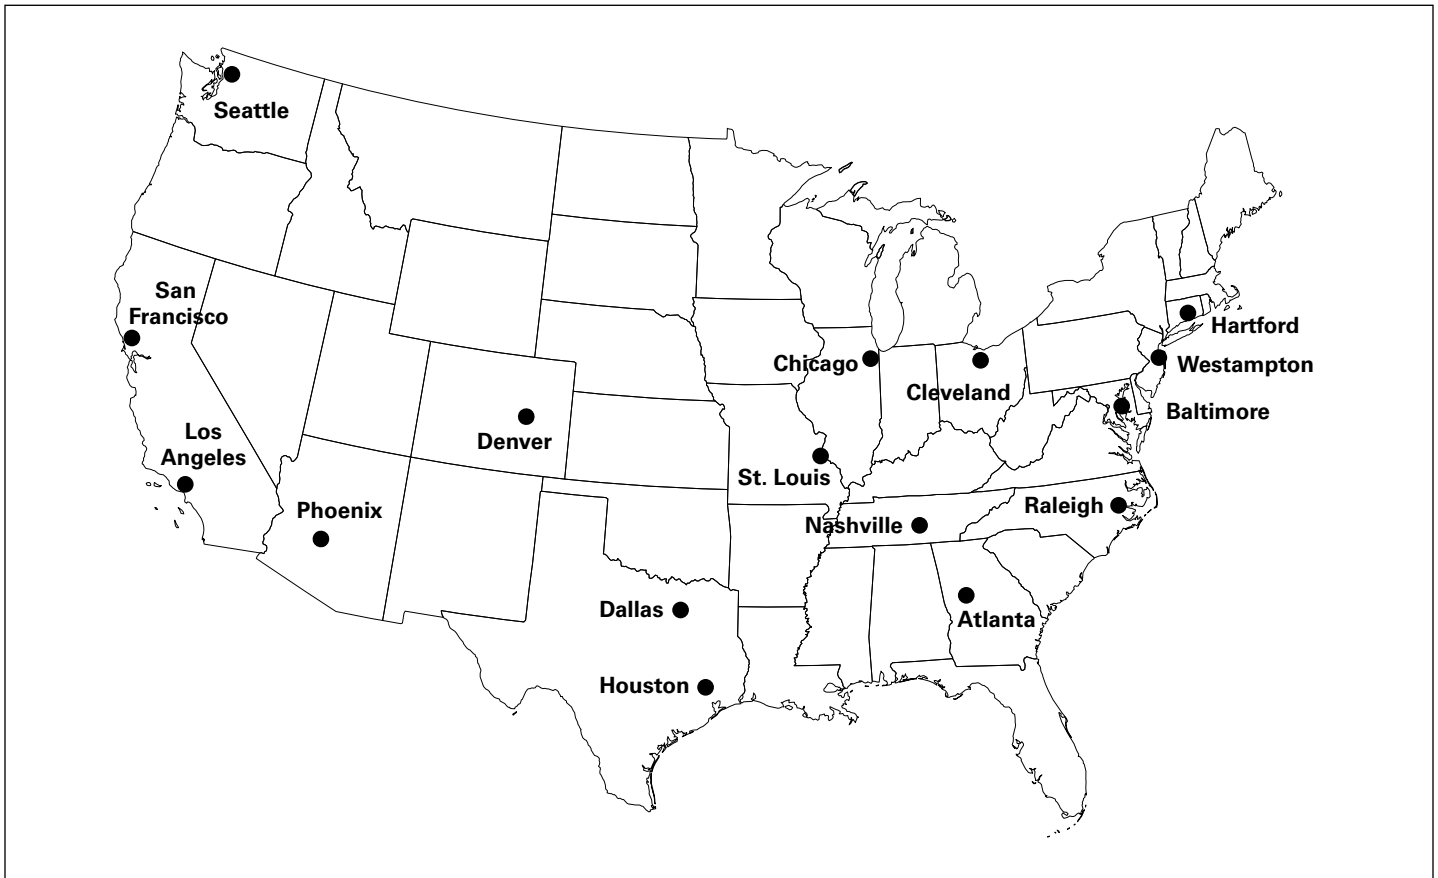 Seattle
San
Francisco
Hartford
Chicago
Westampton
Cleveland
Baltimore
Los
Angeles
Denver
St. Louis
Phoenix
Raleigh
Nashville
Dallas
Atlanta
Houston